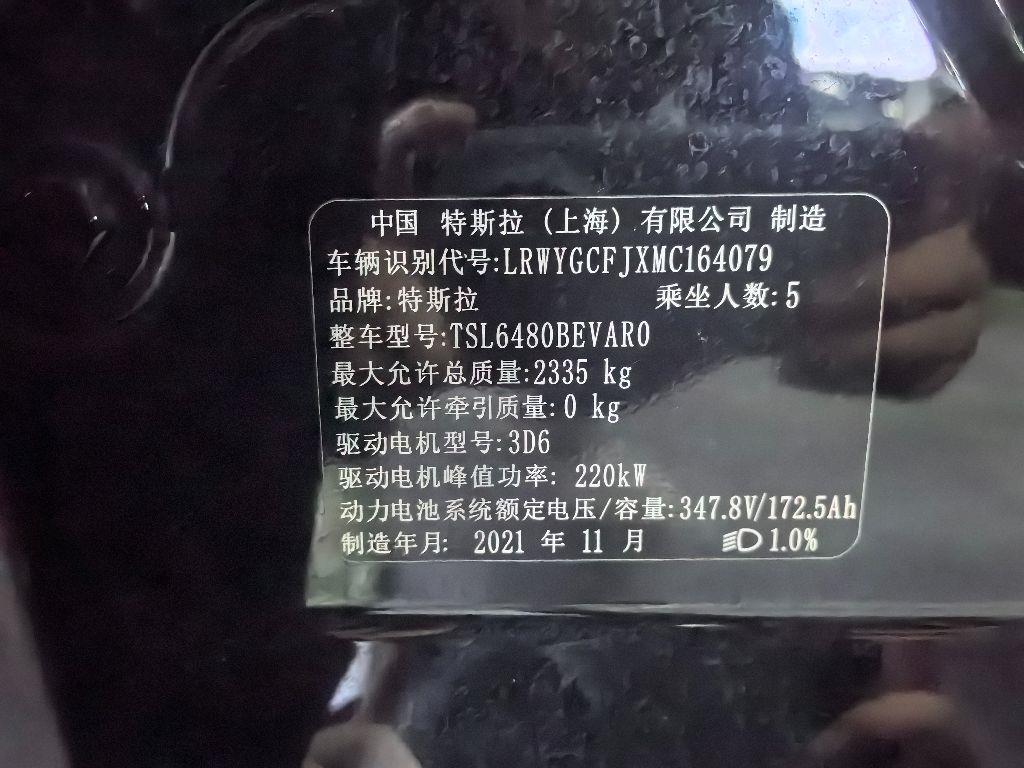 中国 特斯拉 (上海) 有限公司 制造
车辆识别代号:LRWYGCFJXMC164079
品牌:特斯拉 乘坐人数:5
整车型号:TSL6480BEVAR0
最大允许总质量:2335 kg
最大允许牵引质量:0 kg
驱动电机型号:3D6
驱动电机峰值功率: 220kW
动力电池系统额定电压/容量:347.8V/172.5Ah
制造年月: 2021 年 11 月 1.0%